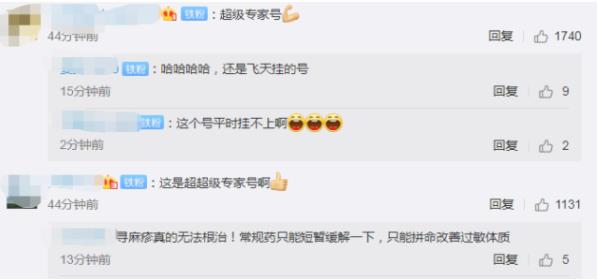 铁粉：超级专家号💪
44分钟前 回复 1740
铁粉：哈哈哈哈，还是飞天挂的号
15分钟前 回复 9
铁粉：这个号平时挂不上啊😂😂😂
2分钟前 回复 2
铁粉：这是超超级专家号啊👍
44分钟前 回复 1131
寻麻疹真的无法根治！常规药只能短暂缓解一下，只能拼命改善过敏体质
13分钟前 回复 5